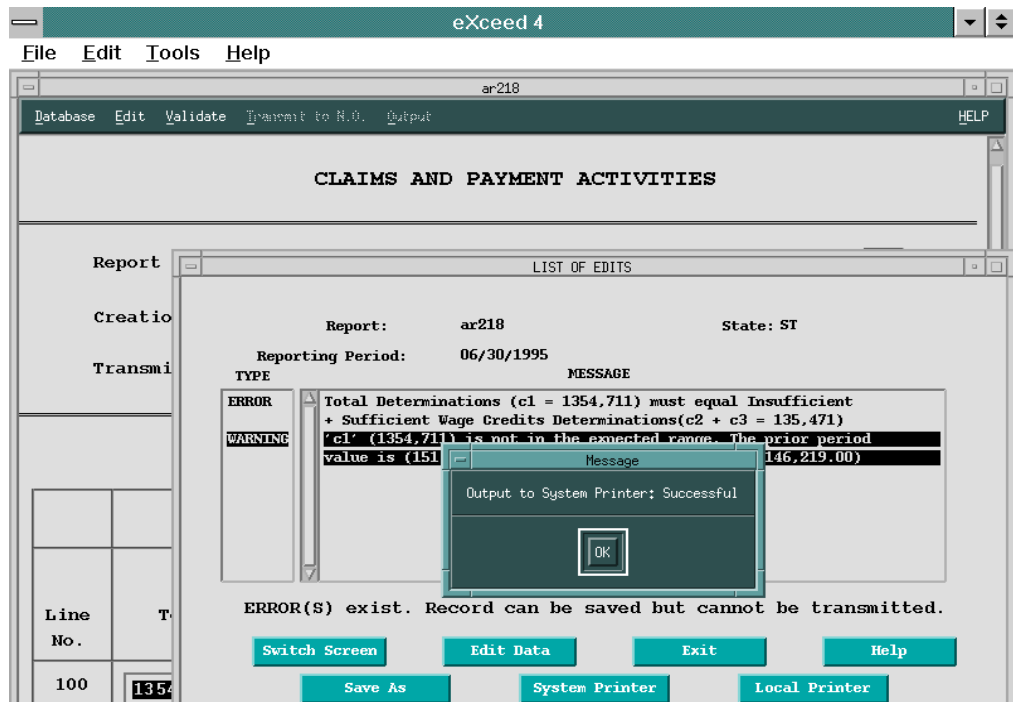 eXceed 4
File Edit Tools Help
ar218
Database Edit Validate Transmit to N.O. Output HELP
CLAIMS AND PAYMENT ACTIVITIES
Report
LIST OF EDITS
Creatio
Report: ar218 State: ST
Transmi
Reporting Period: 06/30/1995
TYPE MESSAGE
ERROR Total Determinations (c1 = 1354,711) must equal Insufficient
+ Sufficient Wage Credits Determinations(c2 + c3 = 135,471)
WARNING 'c1' (1354,711) is not in the expected range. The prior period
value is (151 146,219.00)
Message
Output to System Printer: Successful
OK
ERROR(S) exist. Record can be saved but cannot be transmitted.
Line
No.
T
Switch Screen Edit Data Exit Help
100 1354
Save As System Printer Local Printer